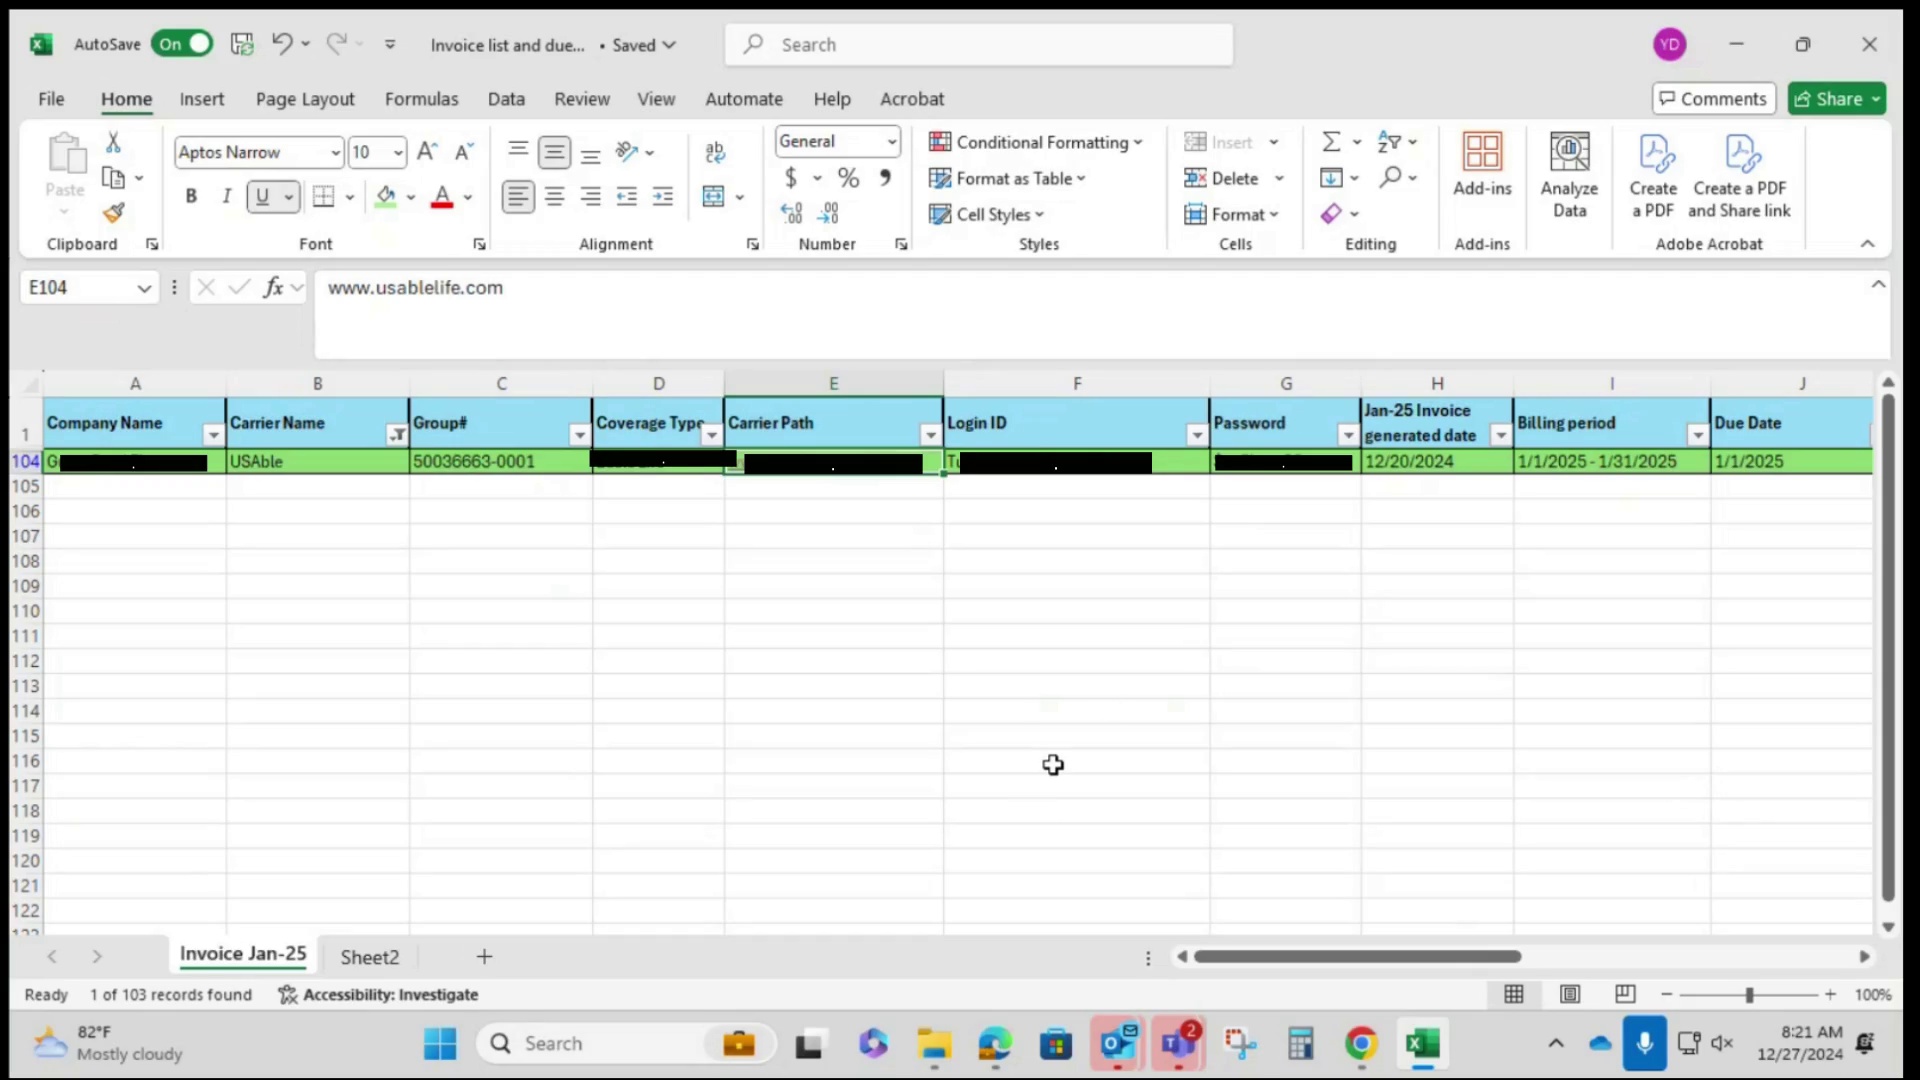 AutoSave On Invoice list and due... • Saved Search YD
File Home Insert Page Layout Formulas Data Review View Automate Help Acrobat Comments Share
Paste Aptos Narrow 10 General Conditional Formatting Insert
B I U $ % Format as Table Delete Add-ins Analyze Data Create a PDF Create a PDF and Share link
Cell Styles Format
Clipboard Font Alignment Number Styles Cells Editing Add-ins Adobe Acrobat
E104 fx www.usablelife.com
A B C D E F G H I J
1 Company Name Carrier Name Group# Coverage Type Carrier Path Login ID Password Jan-25 Invoice generated date Billing period Due Date
104 USAble 50036663-0001 12/20/2024 1/1/2025 - 1/31/2025 1/1/2025
105
106
107
108
109
110
111
112
113
114
115
116
117
118
119
120
121
122
Invoice Jan-25 Sheet2
Ready 1 of 103 records found Accessibility: Investigate 100%
82°F
Mostly cloudy
Search
2
8:21 AM
12/27/2024